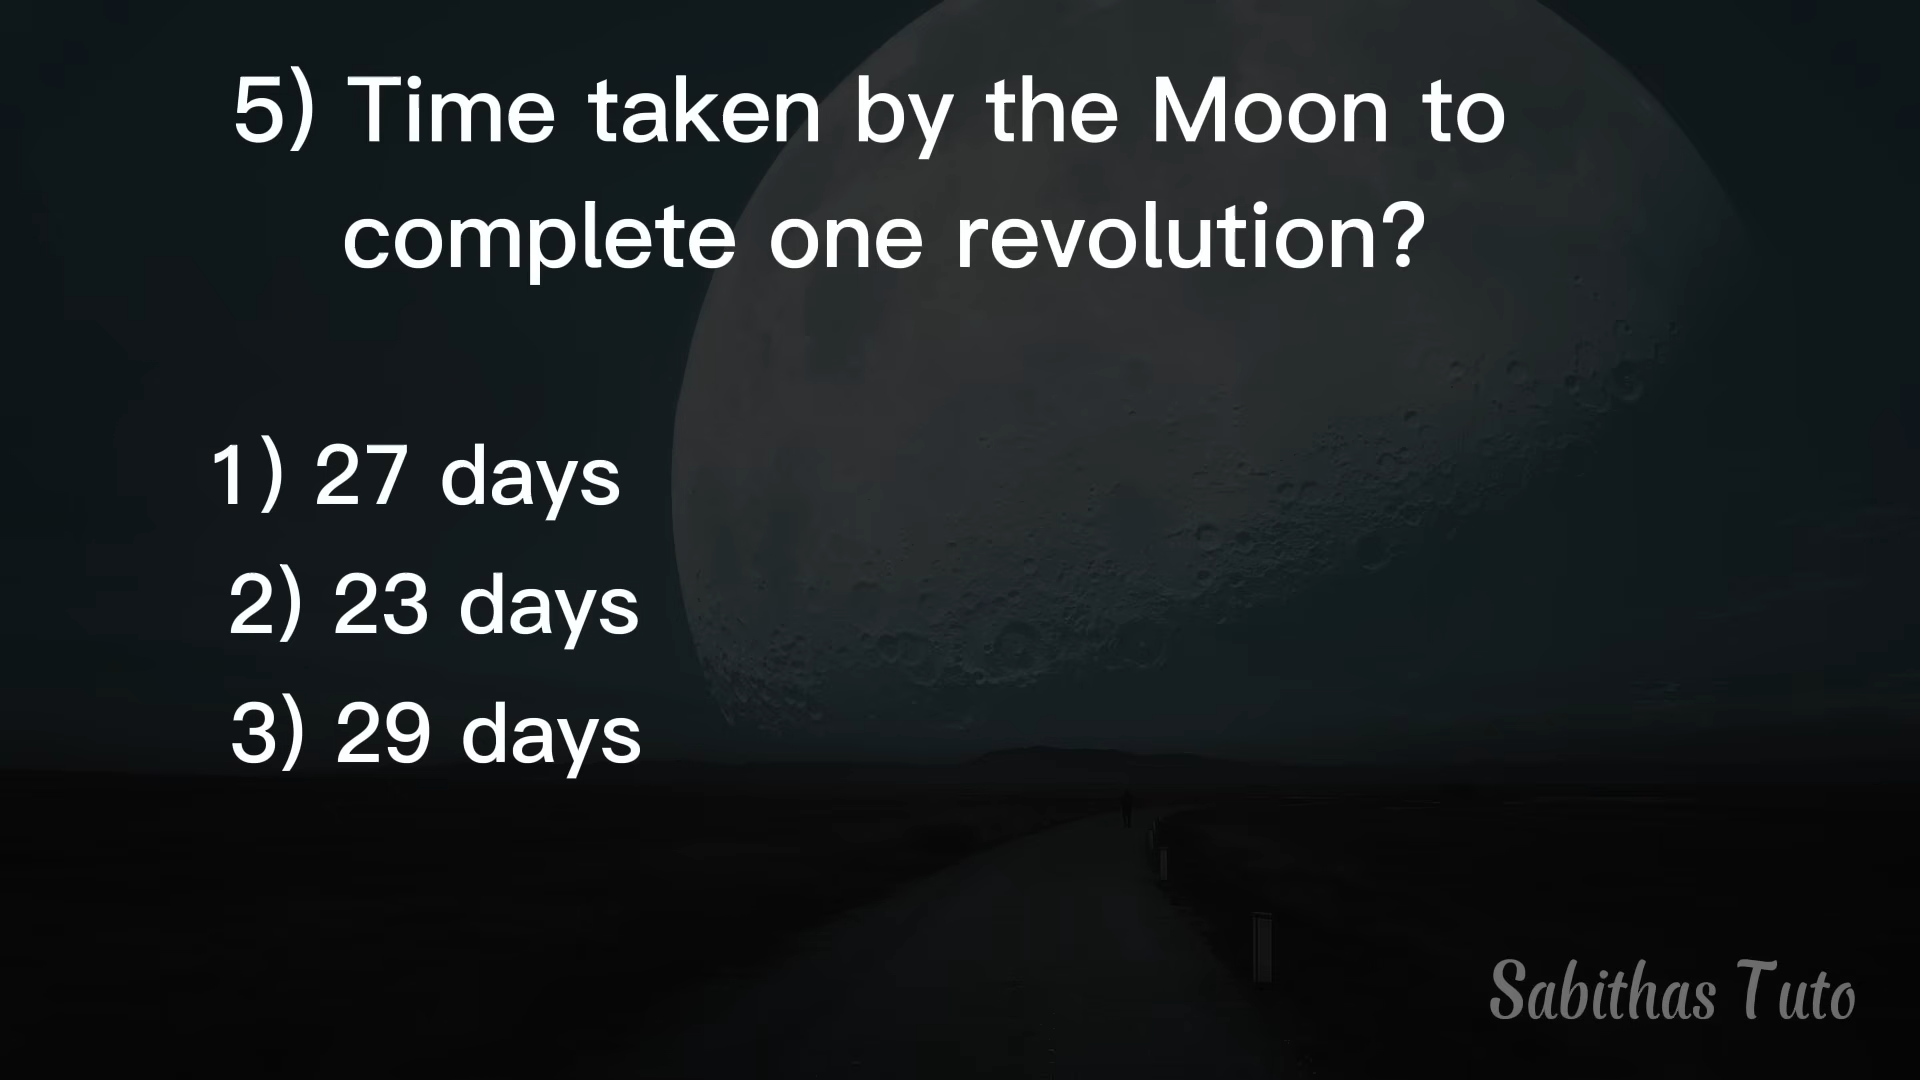 5) Time taken by the Moon to
complete one revolution?
1) 27 days
2) 23 days
3) 29 days
Sabithas Tuto